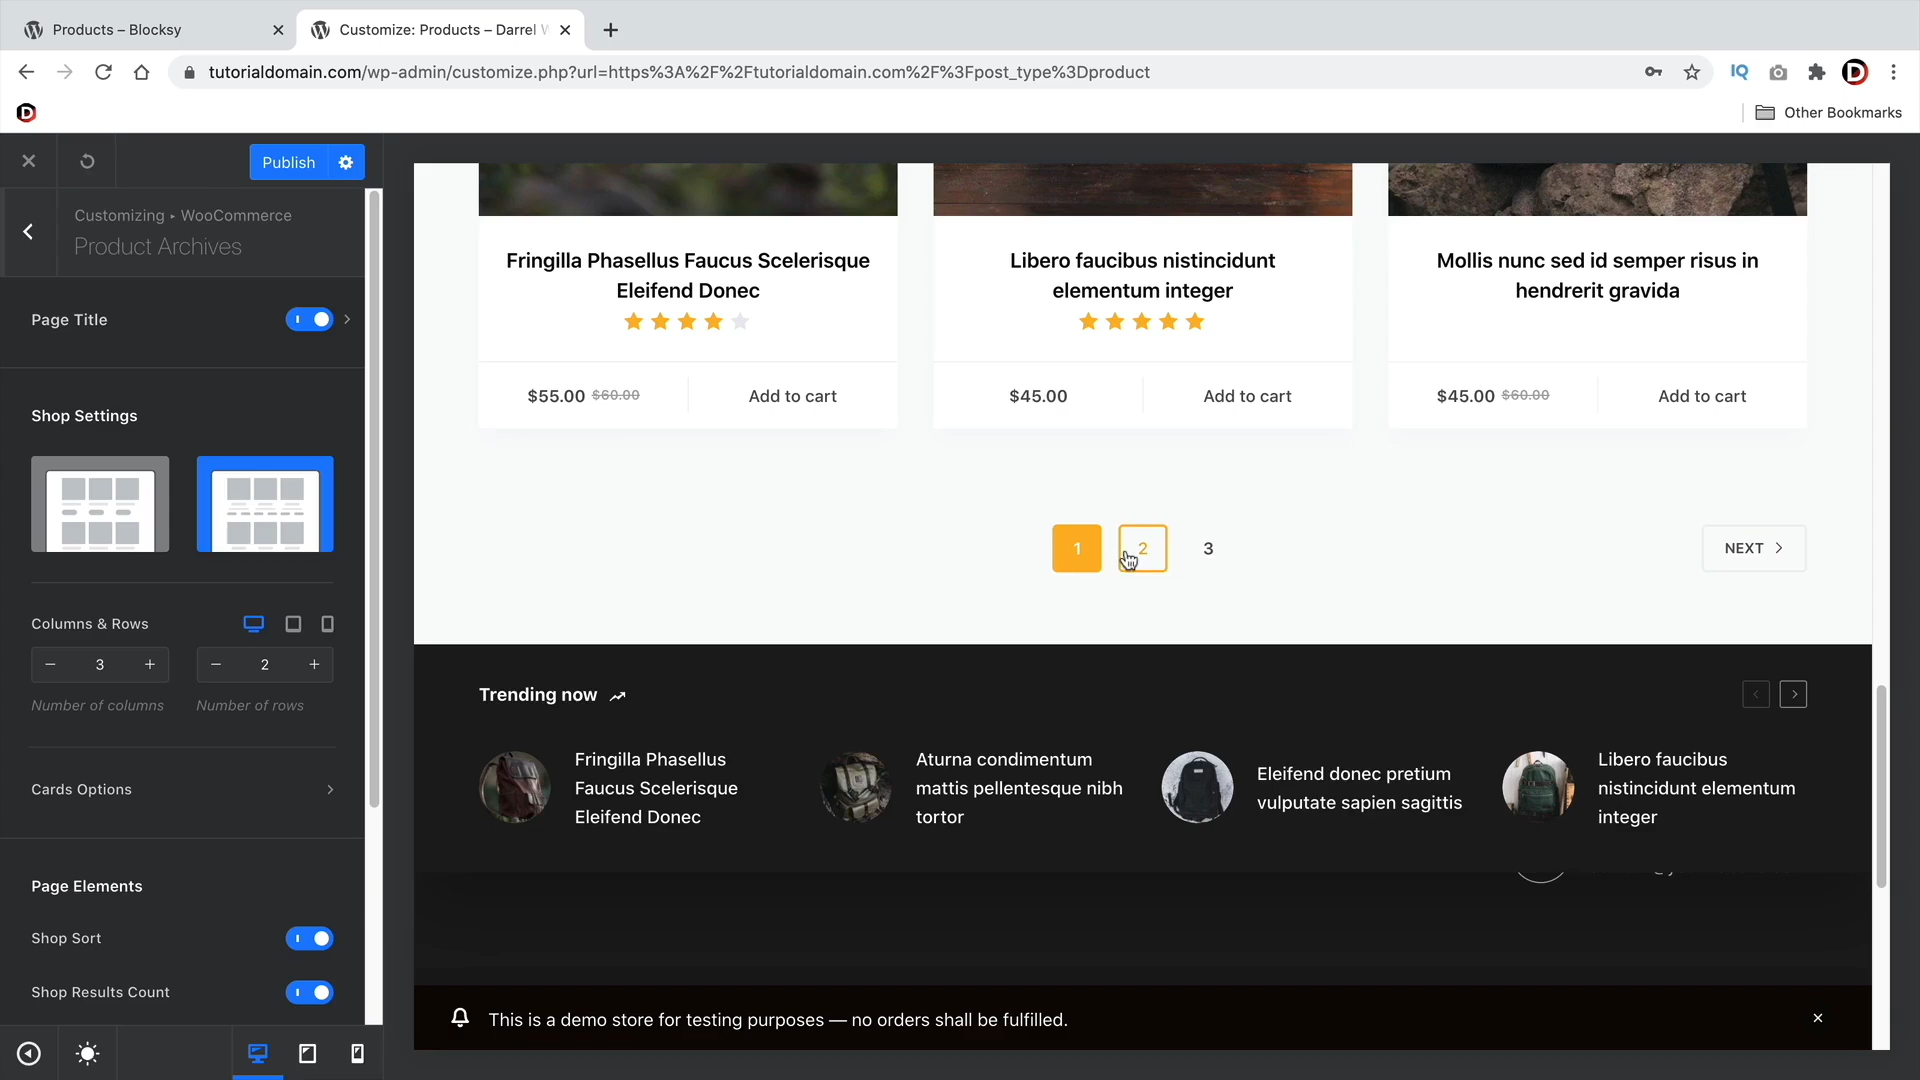 Products – Blocksy
Customize: Products – Darrel
tutorialdomain.com/wp-admin/customize.php?url=https%3A%2F%2Ftutorialdomain.com%2F%3Fpost_type%3Dproduct
IQ
D
D
Other Bookmarks
Publish
Customizing ▸ WooCommerce
Product Archives
Page Title
Shop Settings
Columns & Rows
− 3 +
− 2 +
Number of columns
Number of rows
Cards Options
Page Elements
Shop Sort
Shop Results Count
Fringilla Phasellus Faucus Scelerisque
Eleifend Donec
$55.00 $60.00
Add to cart
Libero faucibus nistincidunt
elementum integer
$45.00
Add to cart
Mollis nunc sed id semper risus in
hendrerit gravida
$45.00 $60.00
Add to cart
1
2
3
NEXT
Trending now
Fringilla Phasellus
Faucus Scelerisque
Eleifend Donec
Aturna condimentum
mattis pellentesque nibh
tortor
Eleifend donec pretium
vulputate sapien sagittis
Libero faucibus
nistincidunt elementum
integer
This is a demo store for testing purposes — no orders shall be fulfilled.